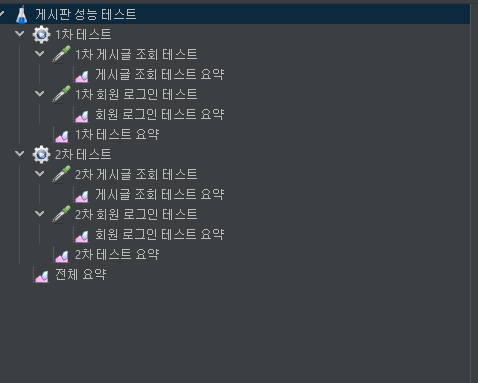 게시판 성능 테스트
1차 테스트
1차 게시글 조회 테스트
게시글 조회 테스트 요약
1차 회원 로그인 테스트
회원 로그인 테스트 요약
1차 테스트 요약
2차 테스트
2차 게시글 조회 테스트
게시글 조회 테스트 요약
2차 회원 로그인 테스트
회원 로그인 테스트 요약
2차 테스트 요약
전체 요약